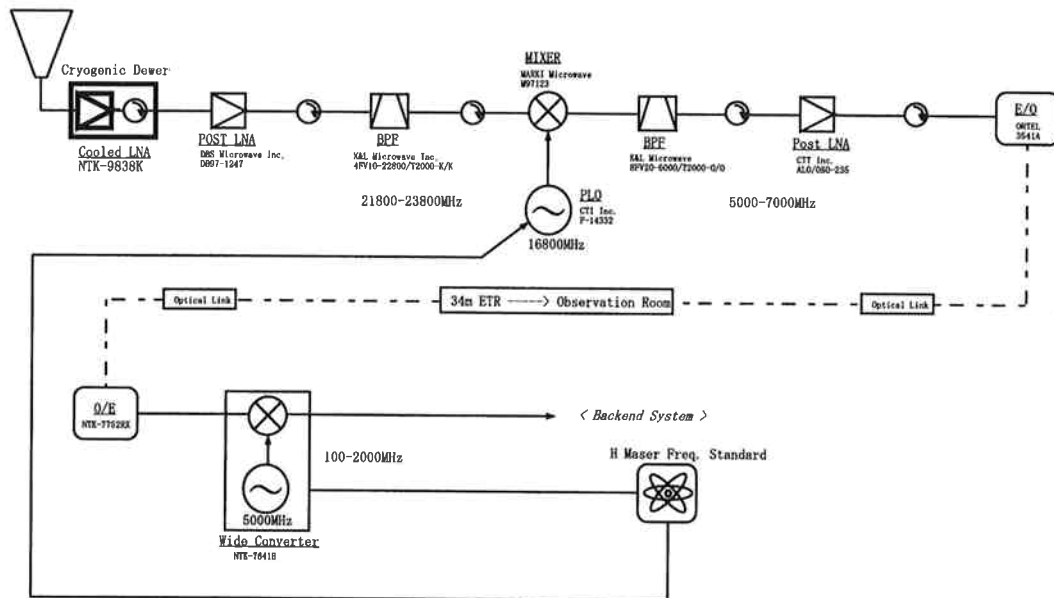 Cryogenic Dewer
Cooled LNA
NTK-9838K
POST LNA
DBS Microwave Inc.
DB97-1247
BPF
K&L Microwave Inc.
4FV10-22800/T2000-K/K
21800-23800MHz
MIXER
MARKI Microwave
M97123
PLO
CTI Inc.
P-14332
16800MHz
BPF
K&L Microwave
8FV20-6000/T2000-O/O
Post LNA
CTT Inc.
ALO/080-235
5000-7000MHz
E/O
ORTEL
3541A
Optical Link
34m ETR -----> Observation Room
Optical Link
O/E
NTK-7752RX
100-2000MHz
< Backend System >
5000MHz
Wide Converter
NTK-7641B
H Maser Freq. Standard